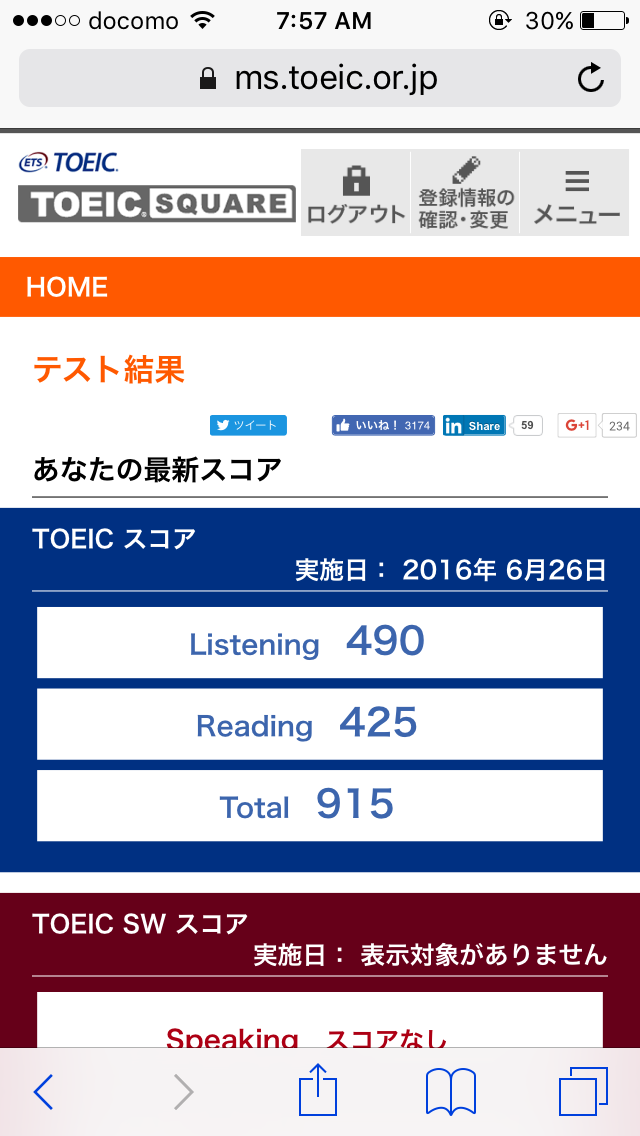 docomo 7:57 AM 30%
ms.toeic.or.jp
ETS TOEIC.
TOEIC SQUARE
ログアウト
登録情報の
確認・変更
メニュー
HOME
テスト結果
ツイート いいね! 3174 in Share 59 G+1 234
あなたの最新スコア
TOEIC スコア
実施日: 2016年 6月26日
Listening 490
Reading 425
Total 915
TOEIC SW スコア
実施日: 表示対象がありません
Speaking スコアなし